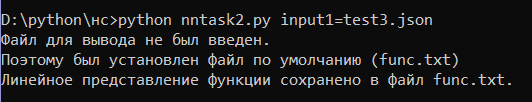 D:\python\нс>python nntask2.py input1=test3.json
Файл для вывода не был введен.
Поэтому был установлен файл по умолчанию (func.txt)
Линейное представление функции сохранено в файл func.txt.